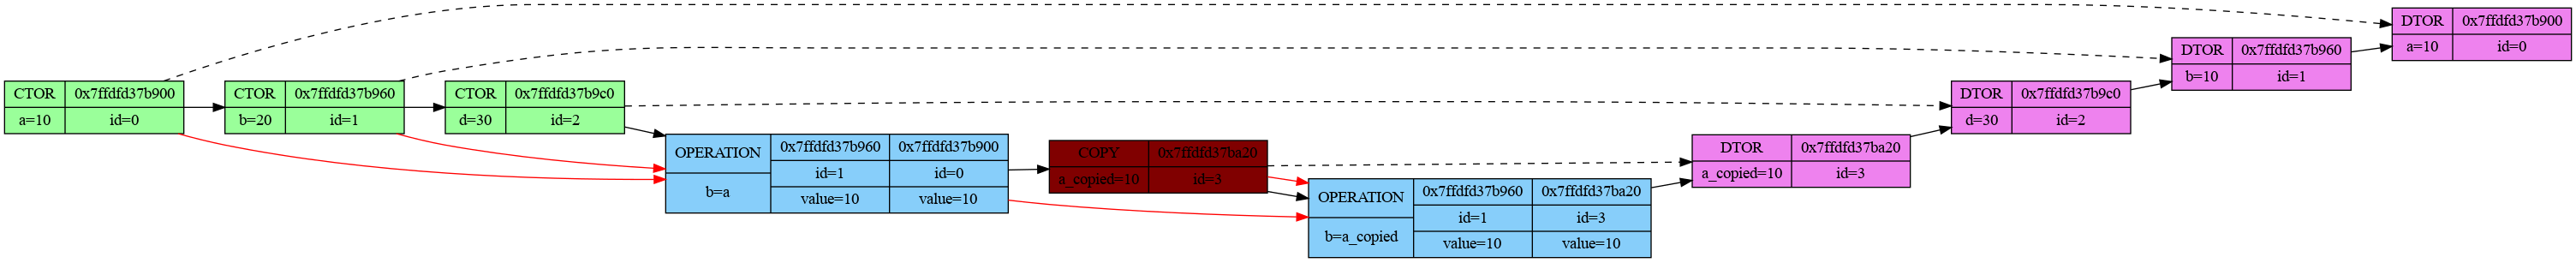 CTOR 0x7ffdfd37b900
a=10 id=0
CTOR 0x7ffdfd37b960
b=20 id=1
CTOR 0x7ffdfd37b9c0
d=30 id=2
OPERATION 0x7ffdfd37b960 0x7ffdfd37b900
id=1 id=0
b=a value=10 value=10
COPY 0x7ffdfd37ba20
a_copied=10 id=3
OPERATION 0x7ffdfd37b960 0x7ffdfd37ba20
id=1 id=3
b=a_copied value=10 value=10
DTOR 0x7ffdfd37ba20
a_copied=10 id=3
DTOR 0x7ffdfd37b9c0
d=30 id=2
DTOR 0x7ffdfd37b960
b=10 id=1
DTOR 0x7ffdfd37b900
a=10 id=0